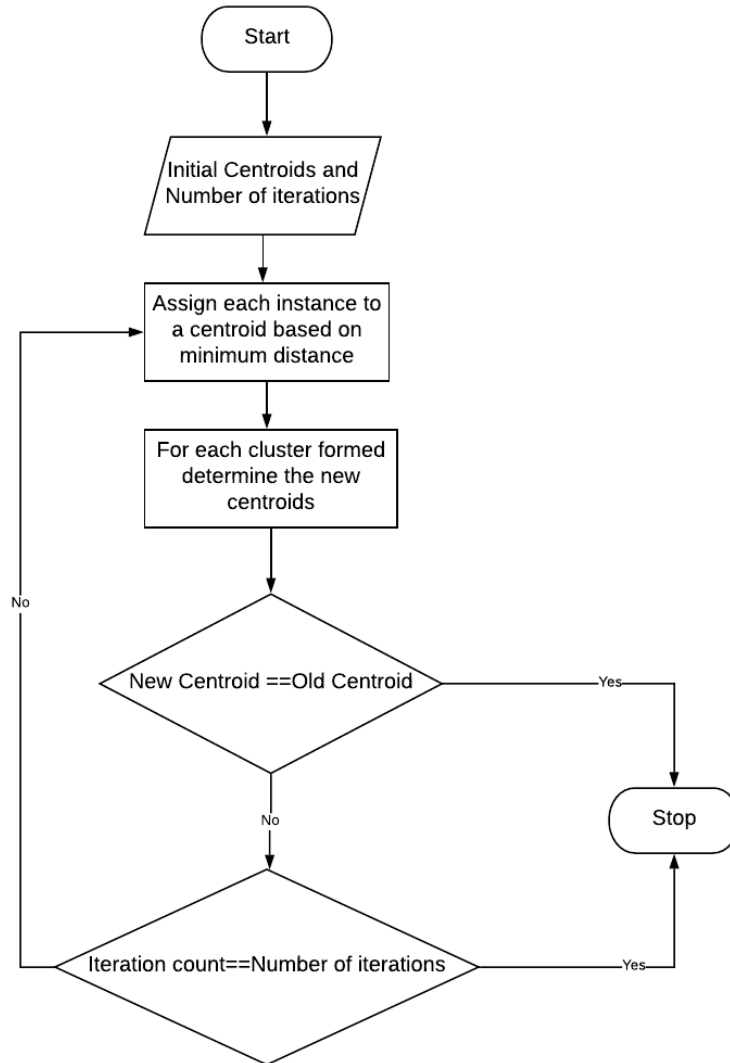 Start
Initial Centroids and
Number of iterations
Assign each instance to
a centroid based on
minimum distance
For each cluster formed
determine the new
centroids
No
New Centroid ==Old Centroid
Yes
No
Stop
Iteration count==Number of iterations
Yes